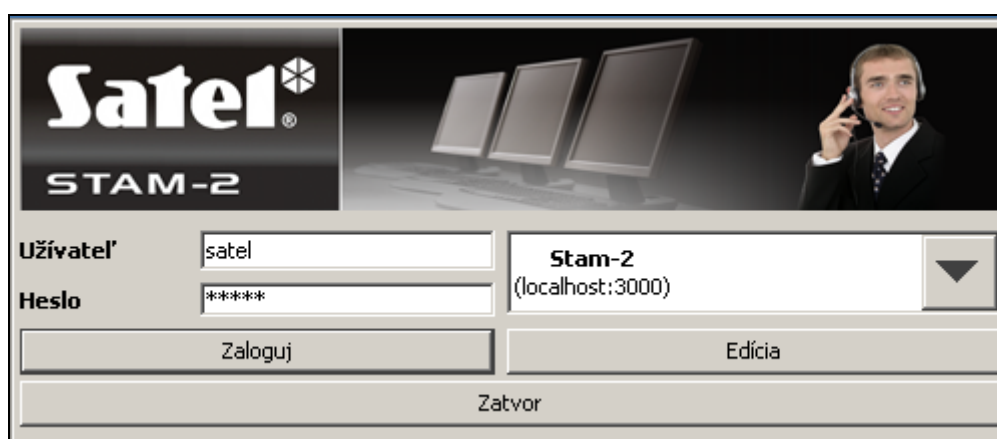 Satel®
STAM-2
Užívateľ
satel
Stam-2
(localhost:3000)
Heslo
*****
Zaloguj
Edícia
Zatvor